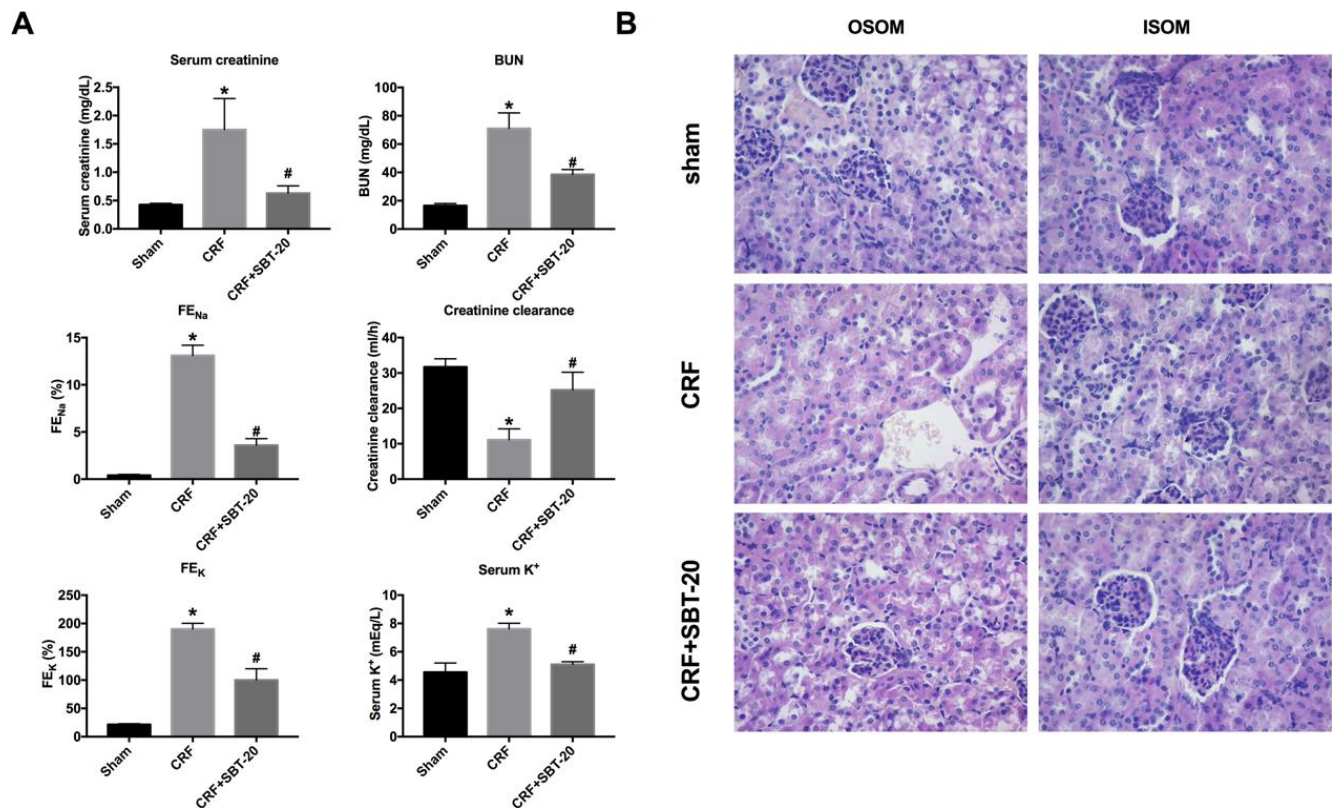 A
Serum creatinine
Serum creatinine (mg/dL)
2.5
2.0
1.5
1.0
0.5
0.0
*
#
Sham
CRF
CRF+SBT-20
BUN
BUN (mg/dL)
100
80
60
40
20
0
*
#
Sham
CRF
CRF+SBT-20
FENa
FENa (%)
15
10
5
0
*
#
Sham
CRF
CRF+SBT-20
Creatinine clearance
Creatinine clearance (ml/h)
40
30
20
10
0
*
#
Sham
CRF
CRF+SBT-20
FEK
FEK (%)
250
200
150
100
50
0
*
#
Sham
CRF
CRF+SBT-20
Serum K+
Serum K+ (mEq/L)
8
6
4
2
0
*
#
Sham
CRF
CRF+SBT-20
B
OSOM
ISOM
sham
CRF
CRF+SBT-20